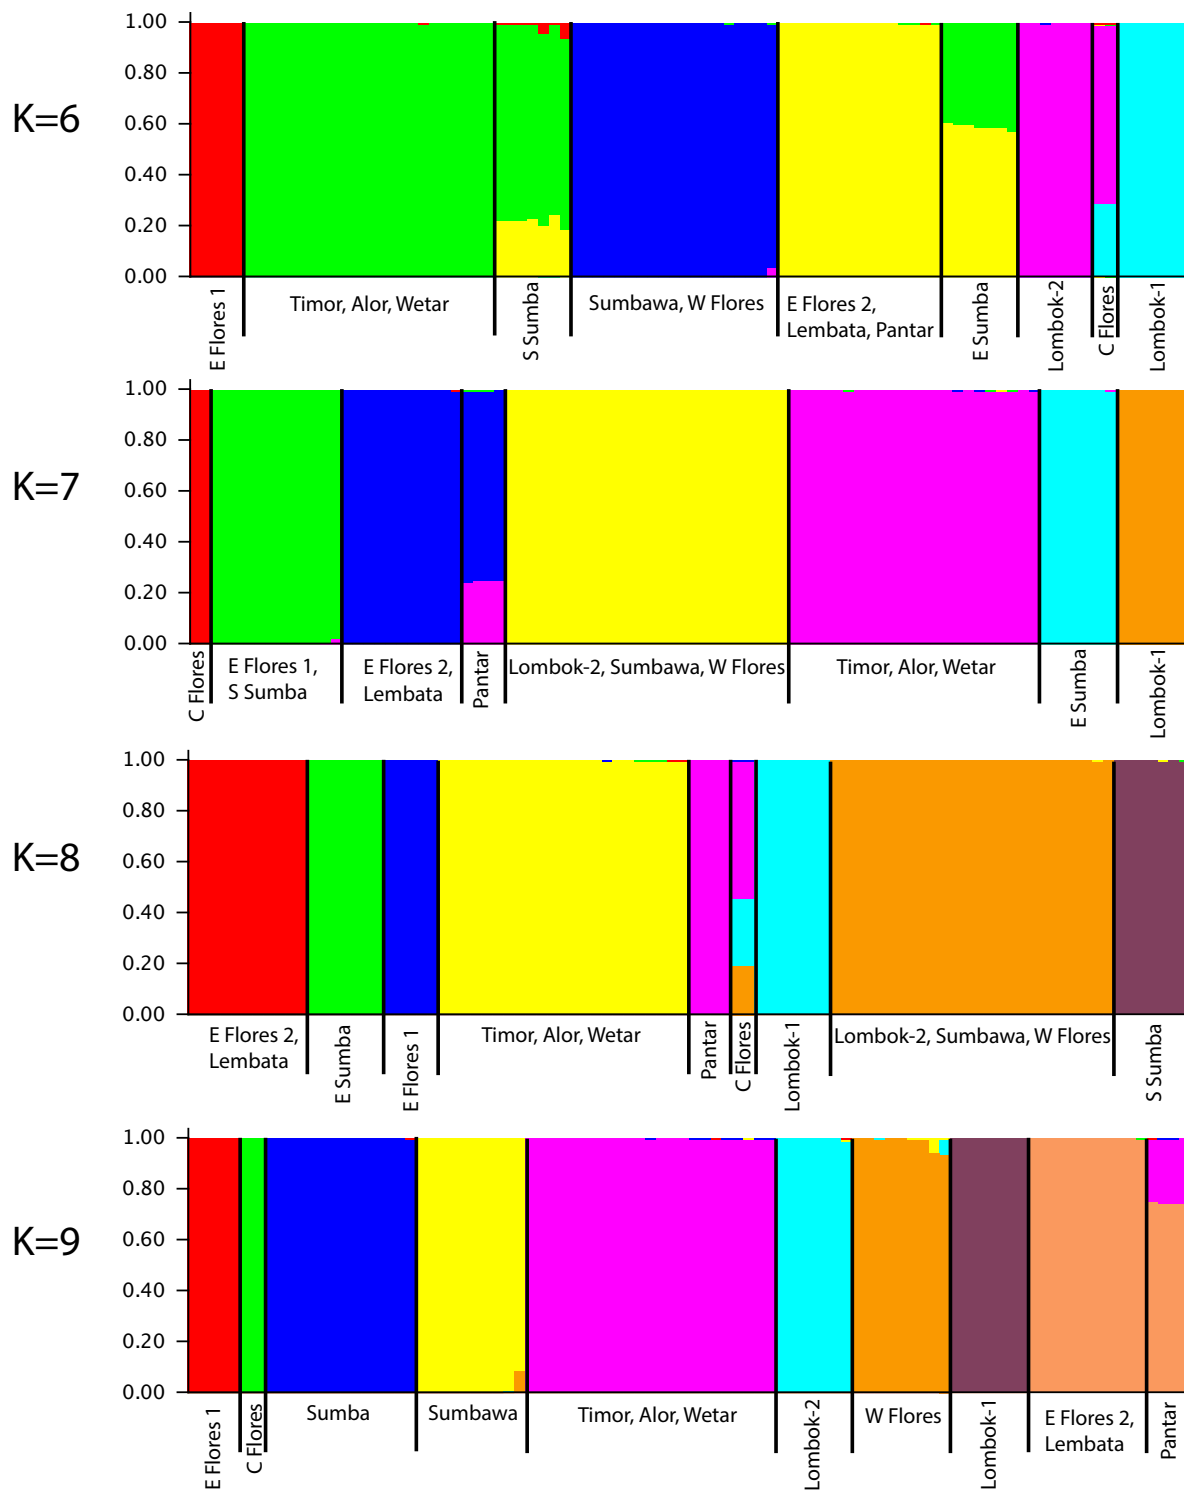 K=6
1.00
0.80
0.60
0.40
0.20
0.00
E Flores 1
Timor, Alor, Wetar
S Sumba
Sumbawa, W Flores
E Flores 2,
Lembata, Pantar
E Sumba
Lombok-2
C Flores
Lombok-1
K=7
1.00
0.80
0.60
0.40
0.20
0.00
C Flores
E Flores 1,
S Sumba
E Flores 2,
Lembata
Pantar
Lombok-2, Sumbawa, W Flores
Timor, Alor, Wetar
E Sumba
Lombok-1
K=8
1.00
0.80
0.60
0.40
0.20
0.00
E Flores 2,
Lembata
E Sumba
E Flores 1
Timor, Alor, Wetar
Pantar
C Flores
Lombok-1
Lombok-2, Sumbawa, W Flores
S Sumba
K=9
1.00
0.80
0.60
0.40
0.20
0.00
E Flores 1
C Flores
Sumba
Sumbawa
Timor, Alor, Wetar
Lombok-2
W Flores
Lombok-1
E Flores 2,
Lembata
Pantar